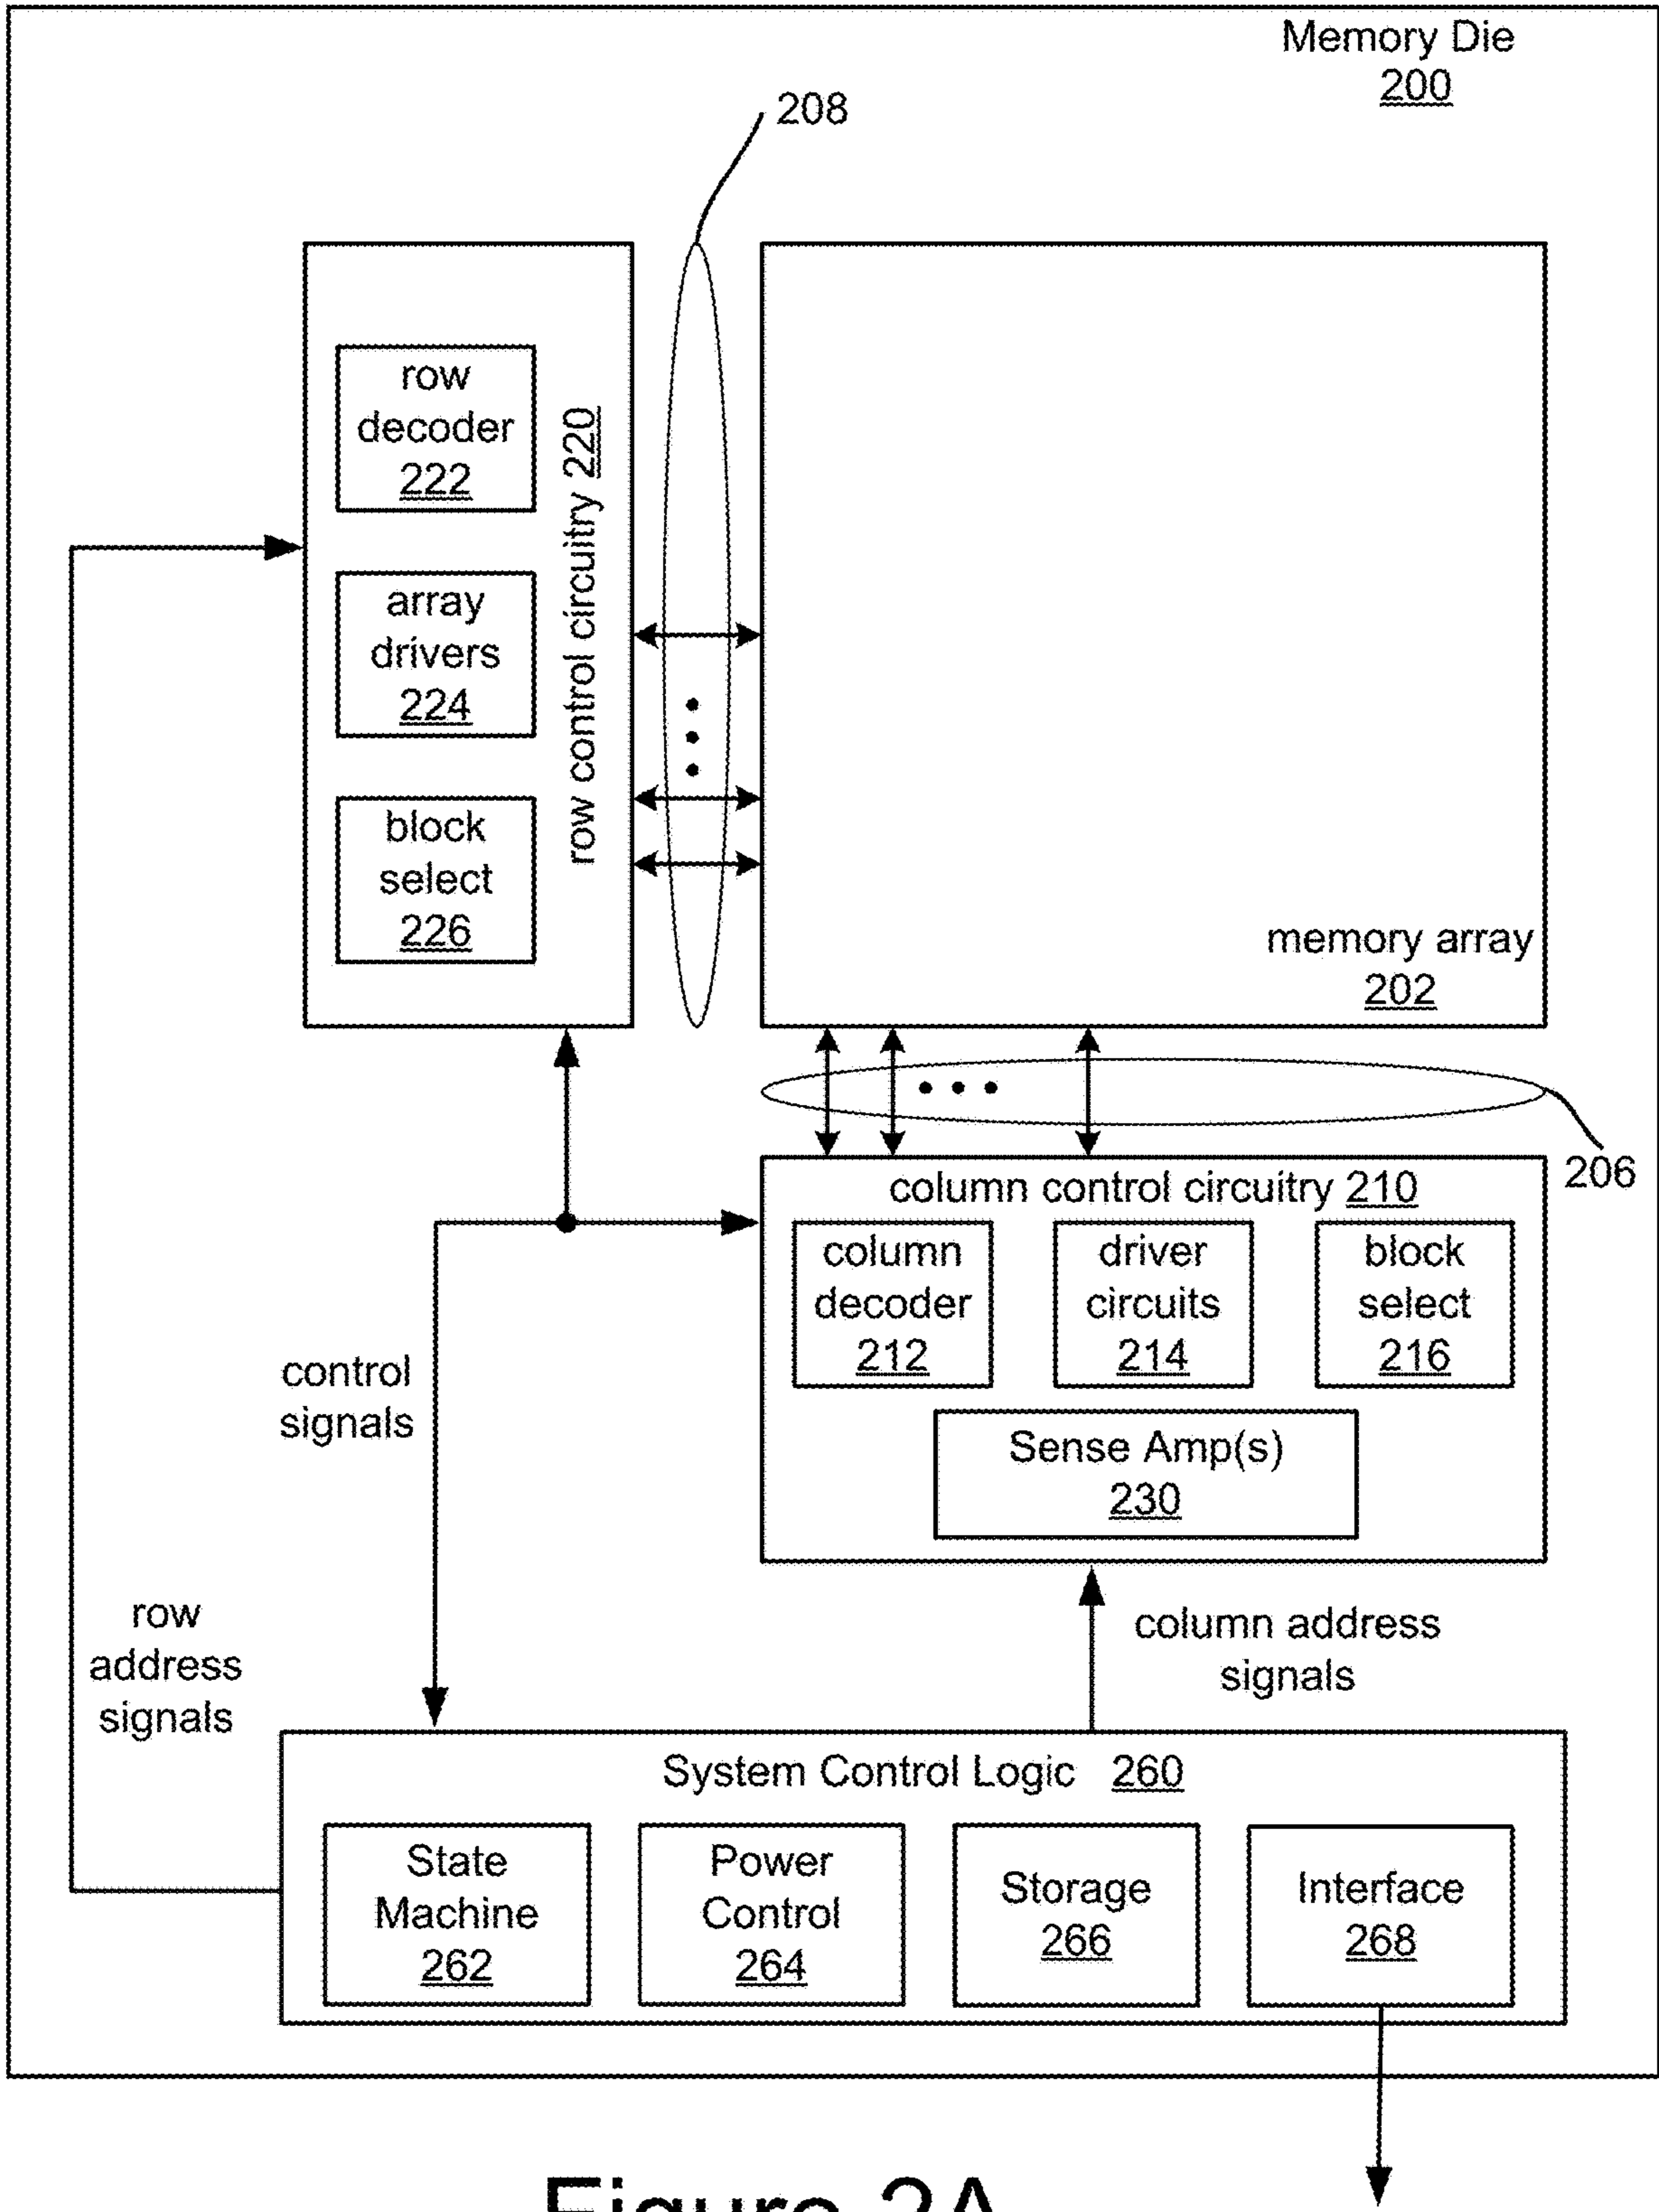 Memory Die
200
208
row
decoder
222
array
drivers
224
block
select
226
row control circuitry 220
memory array
202
206
column control circuitry 210
column
decoder
212
driver
circuits
214
block
select
216
Sense Amp(s)
230
control
signals
row
address
signals
column address
signals
System Control Logic 260
State
Machine
262
Power
Control
264
Storage
266
Interface
268
Figure 2A